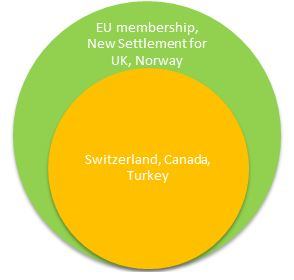 EU membership,
New Settlement for
UK, Norway
Switzerland, Canada,
Turkey